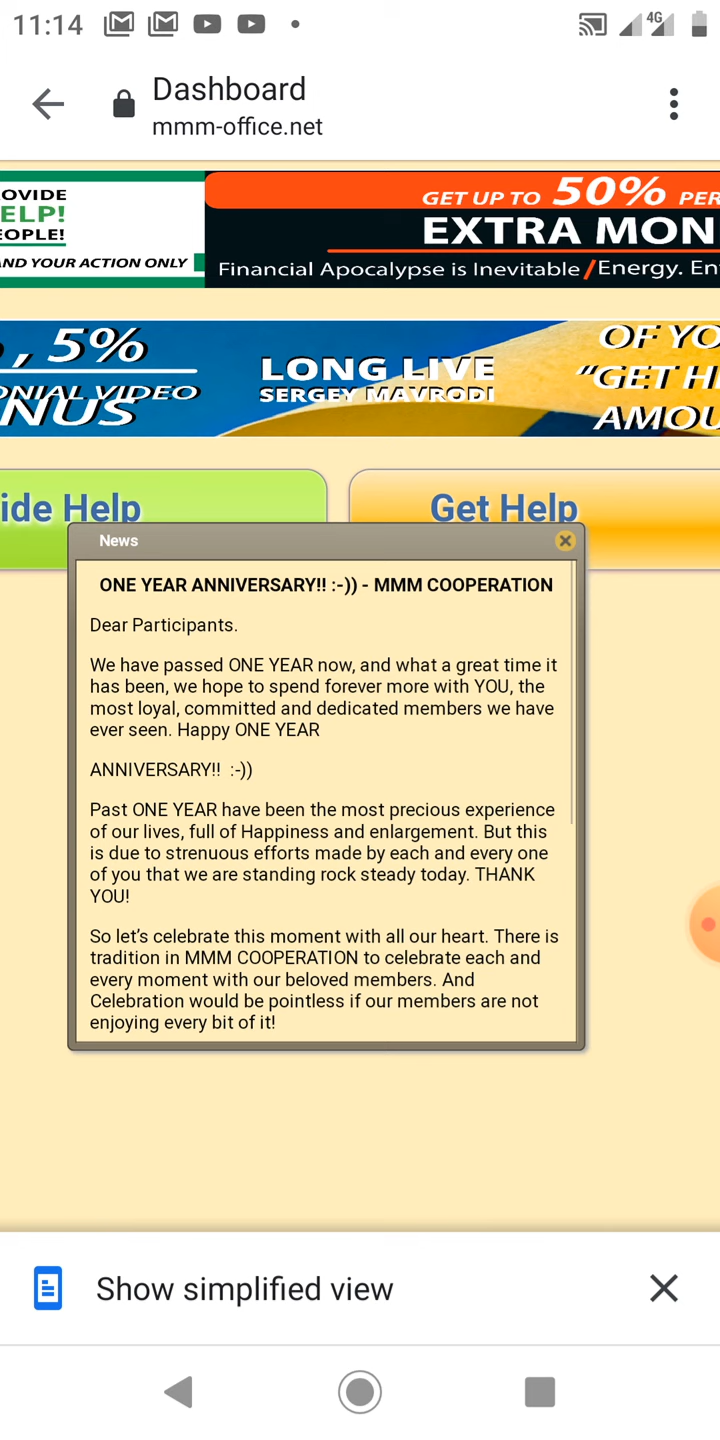 11:14
4G
Dashboard
mmm-office.net
OVIDE
ELP!
EOPLE!
ND YOUR ACTION ONLY
GET UP TO 50% PER
EXTRA MON
Financial Apocalypse is Inevitable / Energy. En
, 5%
ONIAL VIDEO
NUS
LONG LIVE
SERGEY MAVRODI
OF YO
"GET H
AMOU
ide Help
Get Help
News
ONE YEAR ANNIVERSARY!! :-)) - MMM COOPERATION
Dear Participants.
We have passed ONE YEAR now, and what a great time it
has been, we hope to spend forever more with YOU, the
most loyal, committed and dedicated members we have
ever seen. Happy ONE YEAR
ANNIVERSARY!! :-))
Past ONE YEAR have been the most precious experience
of our lives, full of Happiness and enlargement. But this
is due to strenuous efforts made by each and every one
of you that we are standing rock steady today. THANK
YOU!
So let’s celebrate this moment with all our heart. There is
tradition in MMM COOPERATION to celebrate each and
every moment with our beloved members. And
Celebration would be pointless if our members are not
enjoying every bit of it!
Show simplified view